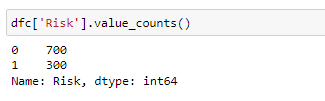 dfc['Risk'].value_counts()
0    700
1    300
Name: Risk, dtype: int64